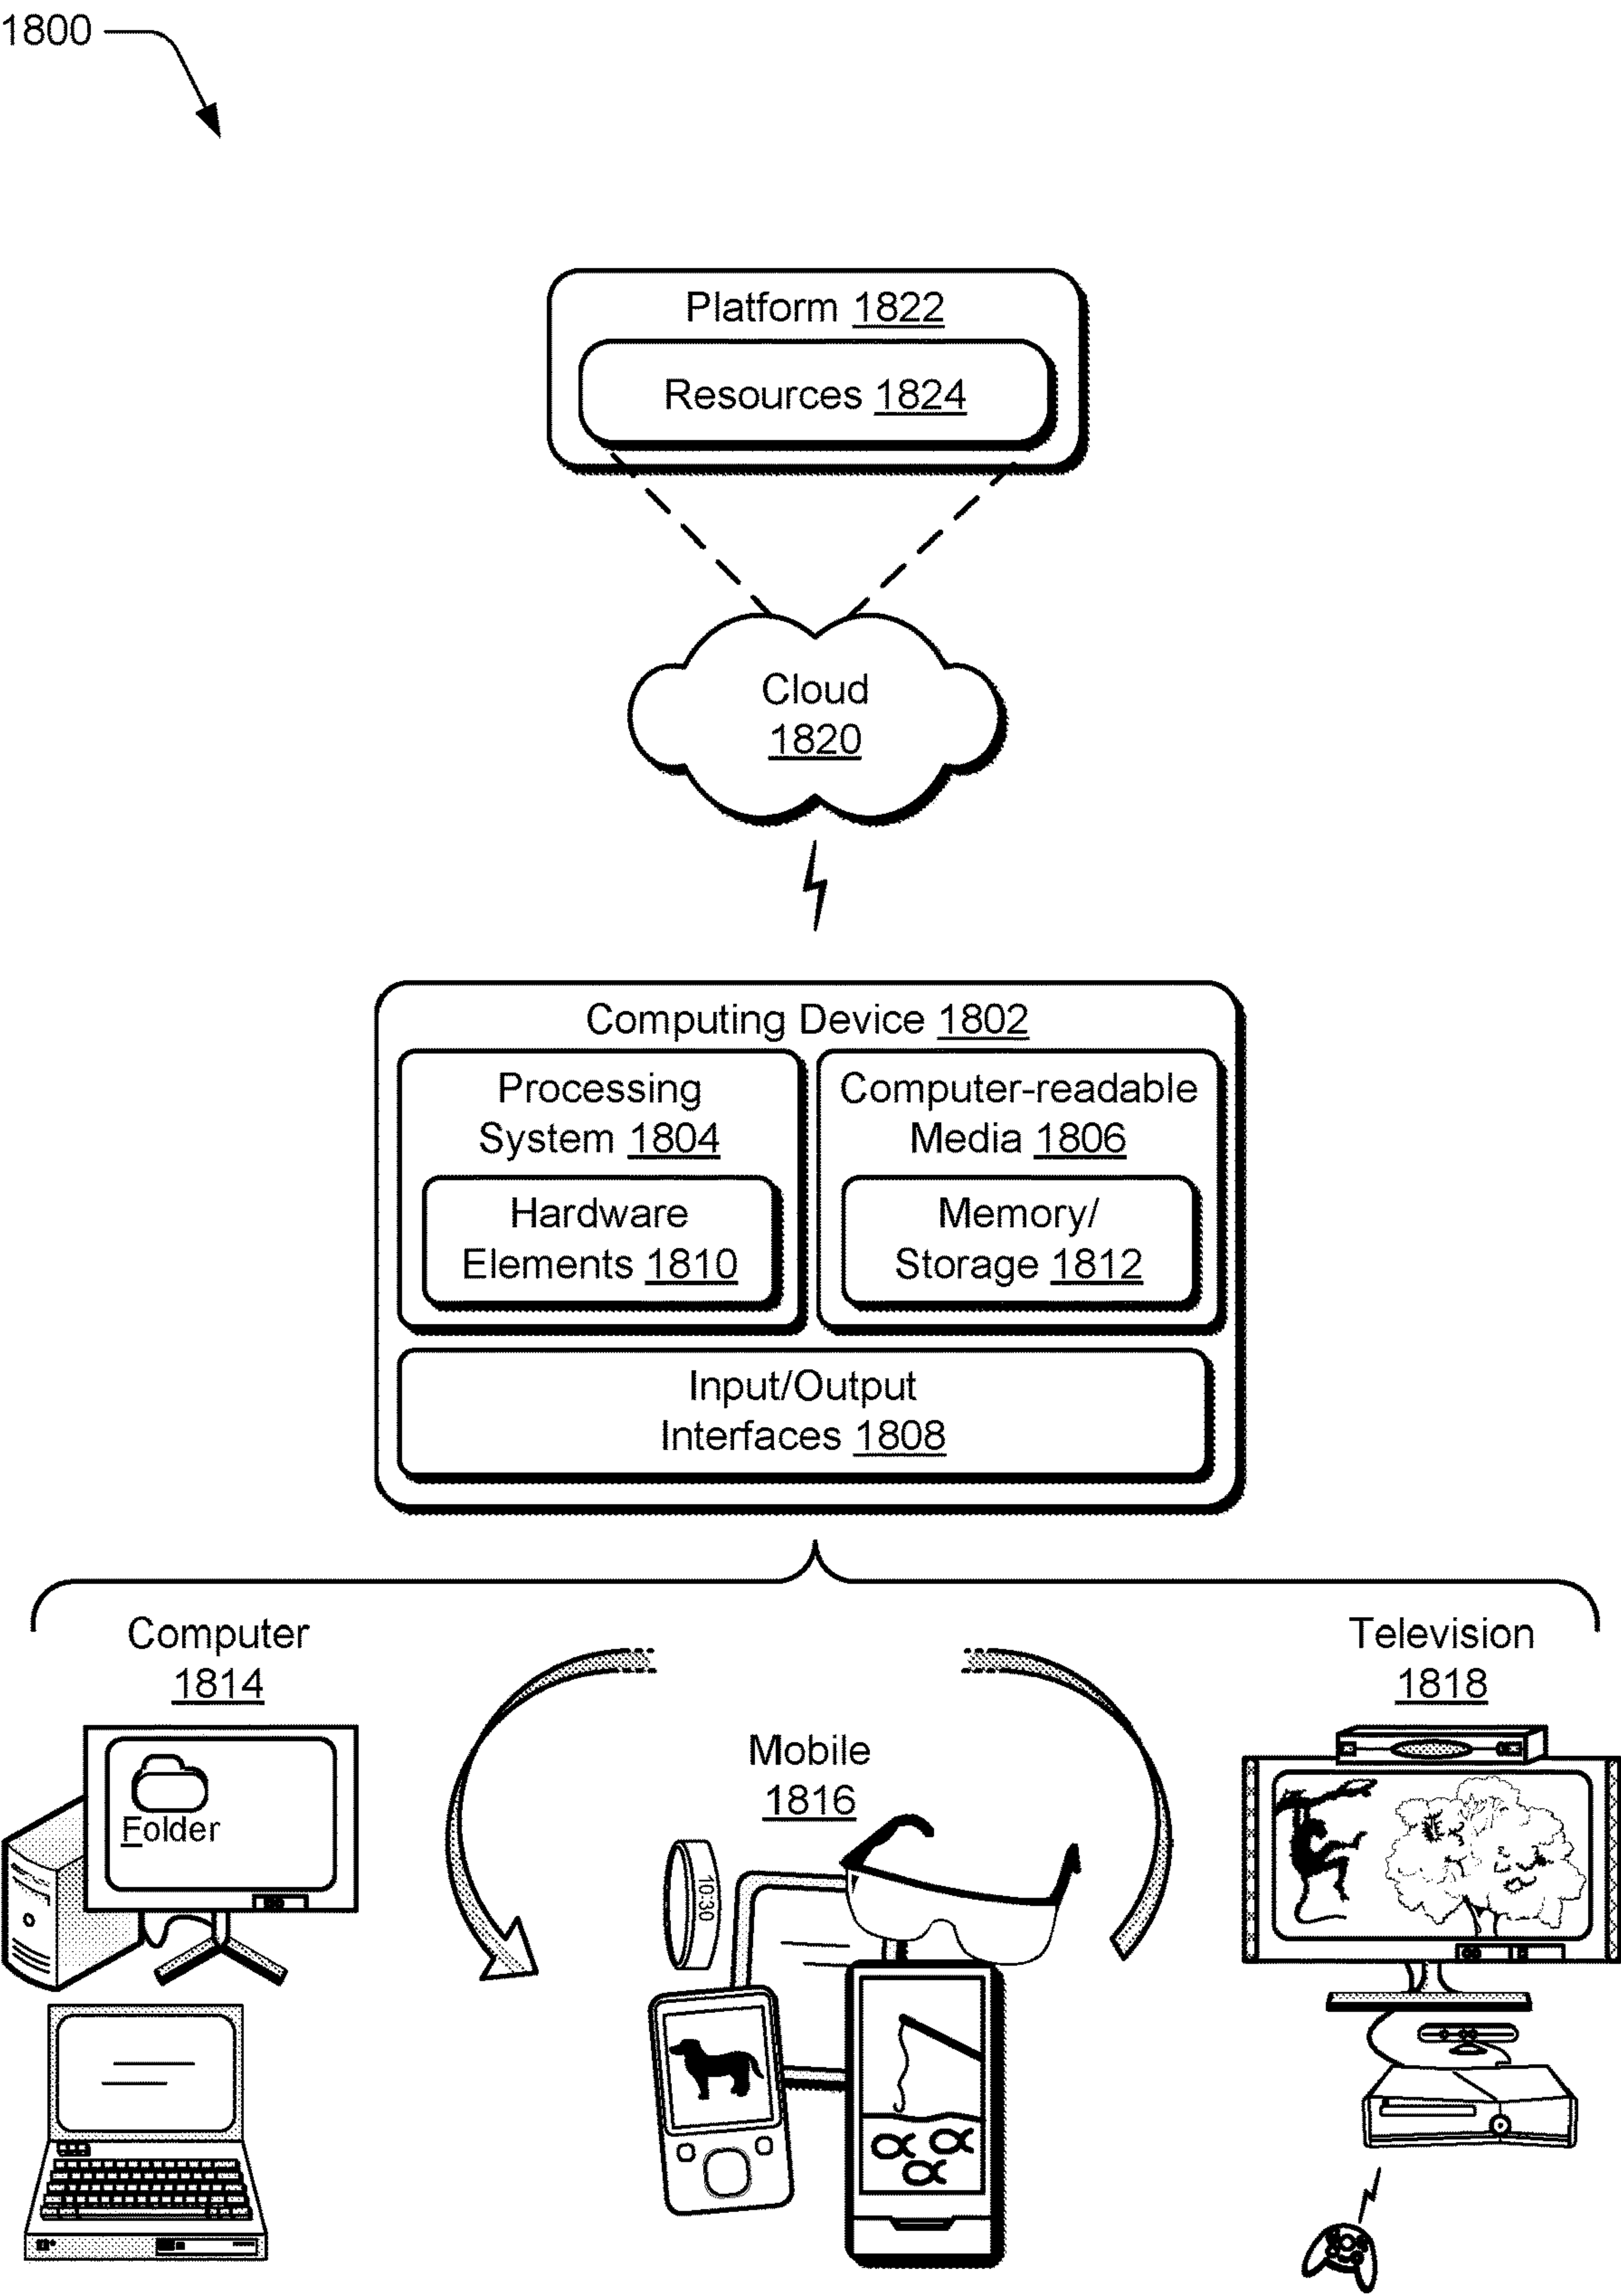 1800
Platform 1822
Resources 1824
Cloud
1820
Computing Device 1802
Processing
System 1804
Hardware
Elements 1810
Computer-readable
Media 1806
Memory/
Storage 1812
Input/Output
Interfaces 1808
Computer
1814
Folder
Mobile
1816
10:30
Television
1818